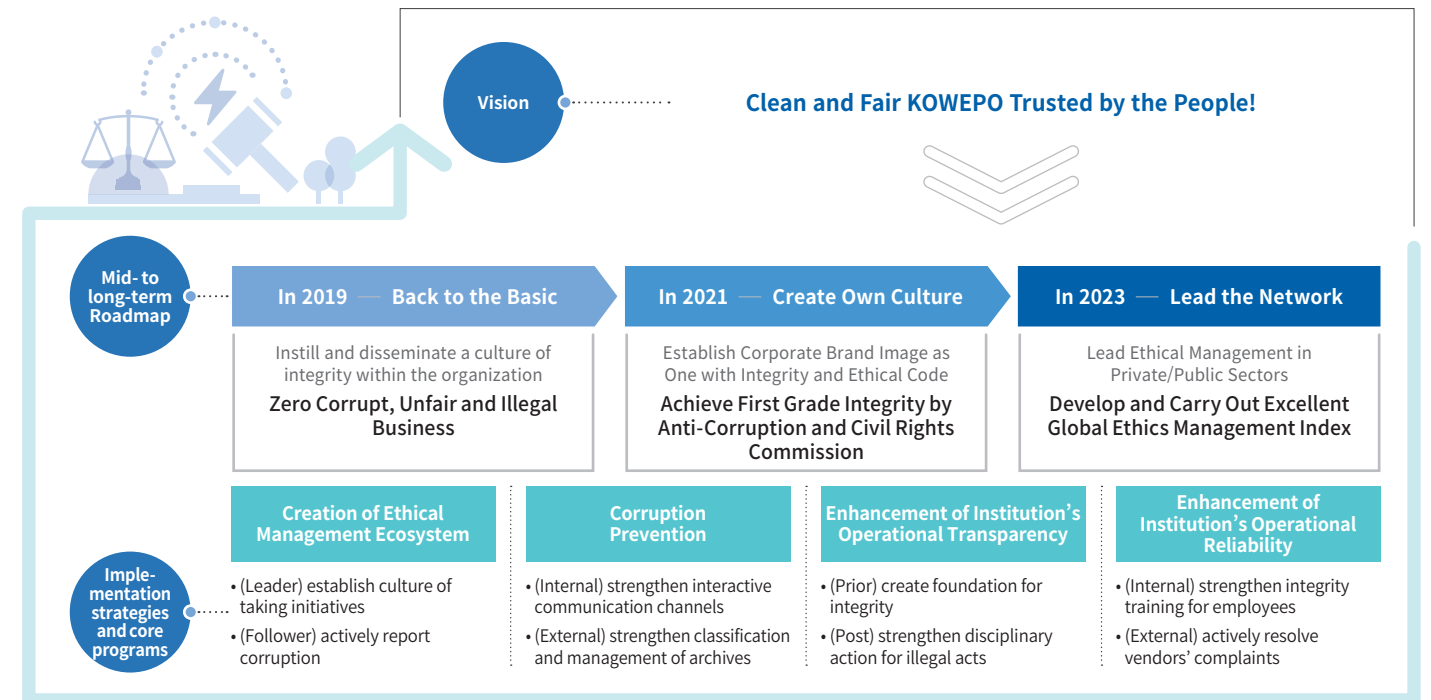 Vision
Clean and Fair KOWEPO Trusted by the People!
Mid- to
long-term
Roadmap
In 2019 — Back to the Basic
In 2021 — Create Own Culture
In 2023 — Lead the Network
Instill and disseminate a culture of
integrity within the organization
Zero Corrupt, Unfair and Illegal
Business
Establish Corporate Brand Image as
One with Integrity and Ethical Code
Achieve First Grade Integrity by
Anti-Corruption and Civil Rights
Commission
Lead Ethical Management in
Private/Public Sectors
Develop and Carry Out Excellent
Global Ethics Management Index
Imple-
mentation
strategies
and core
programs
Creation of Ethical
Management Ecosystem
• (Leader) establish culture of
taking initiatives
• (Follower) actively report
corruption
Corruption
Prevention
• (Internal) strengthen interactive
communication channels
• (External) strengthen classification
and management of archives
Enhancement of Institution’s
Operational Transparency
• (Prior) create foundation for
integrity
• (Post) strengthen disciplinary
action for illegal acts
Enhancement of
Institution’s Operational
Reliability
• (Internal) strengthen integrity
training for employees
• (External) actively resolve
vendors’ complaints